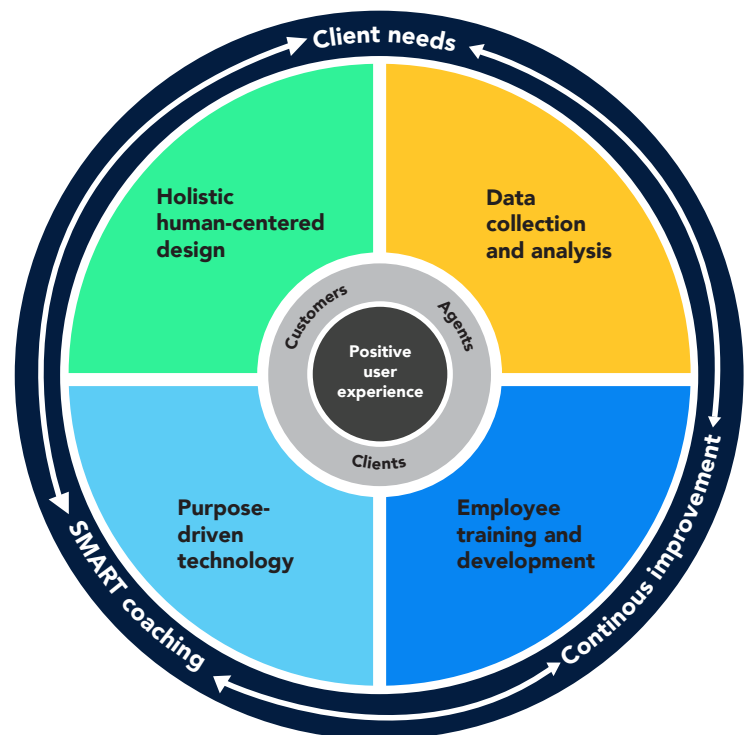 Client needs
Holistic
human-centered
design
Data
collection
and analysis
Customers
Agents
Positive
user
experience
Clients
Purpose-
driven
technology
Employee
training and
development
SMART coaching
Continous improvement